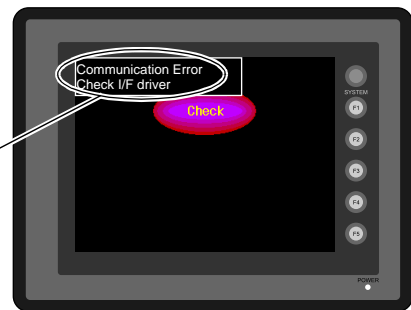 Communication Error
Check I/F driver
Check
SYSTEM
F1
F2
F3
F4
F5
POWER